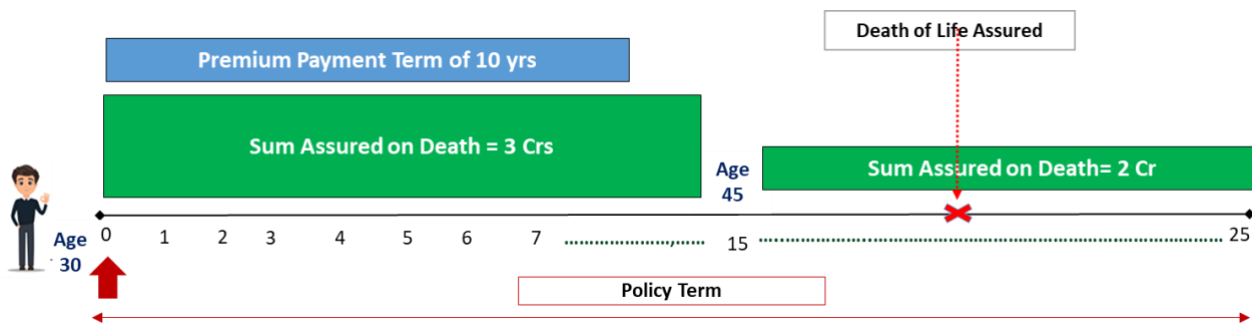 Death of Life Assured
Premium Payment Term of 10 yrs
Sum Assured on Death = 3 Crs
Age
45
Sum Assured on Death= 2 Cr
Age
30
0 1 2 3 4 5 6 7 ......................,...... 15 ........................................................................ 25
Policy Term